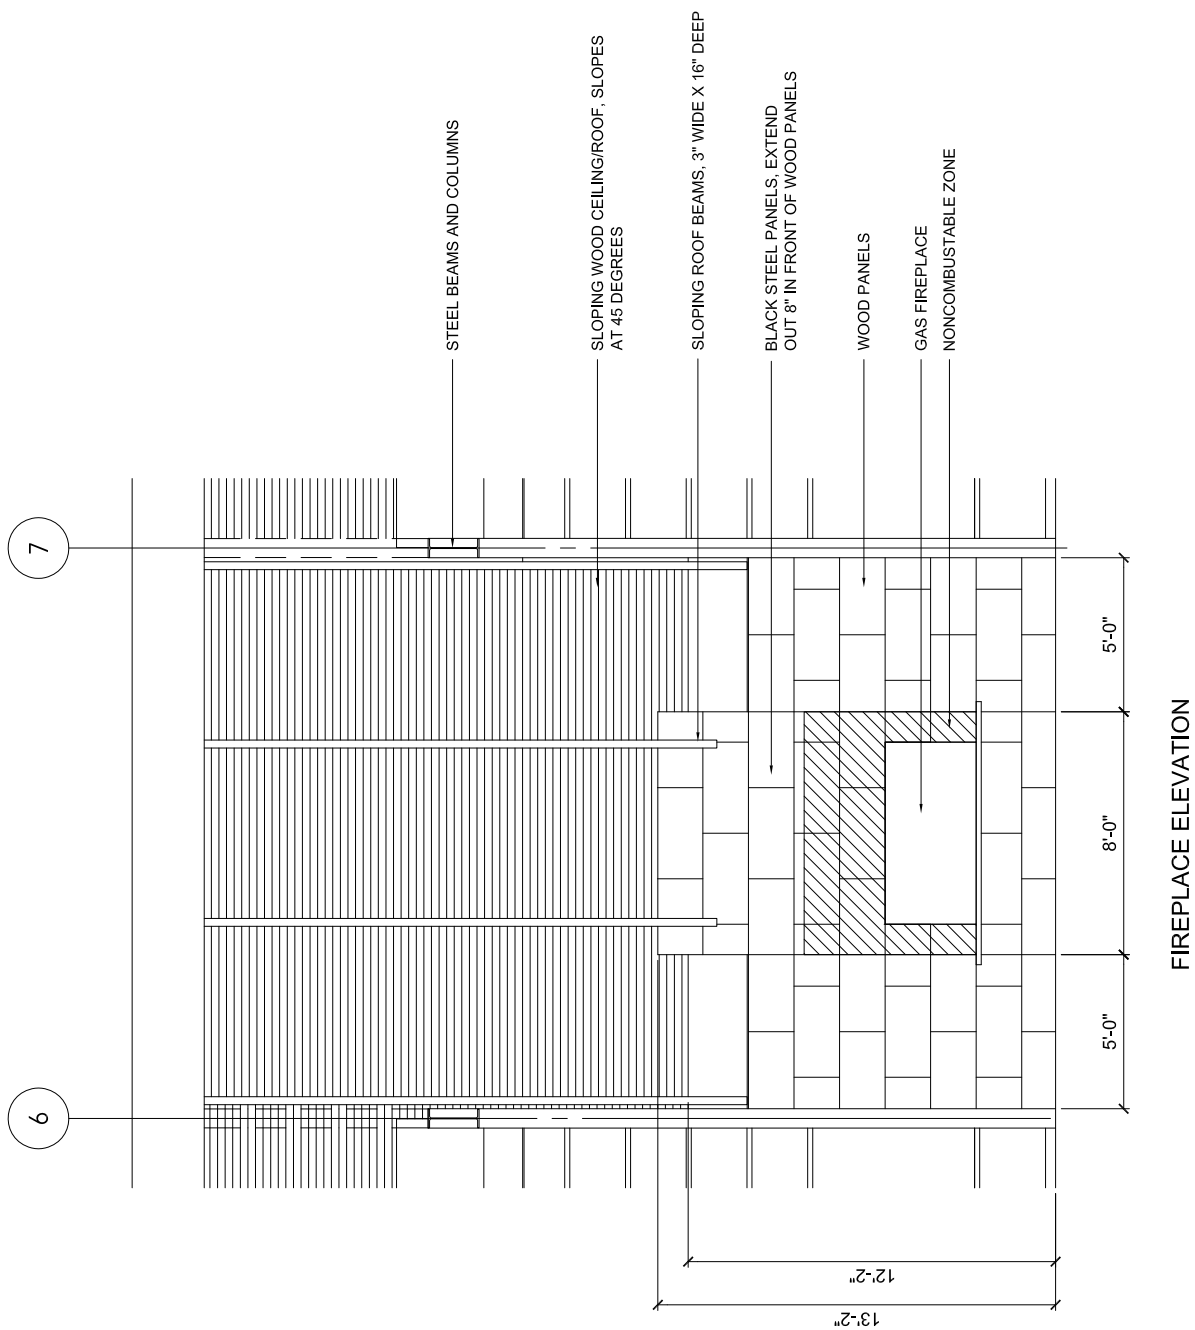 7
6
STEEL BEAMS AND COLUMNS
SLOPING WOOD CEILING/ROOF, SLOPES
AT 45 DEGREES
SLOPING ROOF BEAMS, 3" WIDE X 16" DEEP
BLACK STEEL PANELS, EXTEND
OUT 8" IN FRONT OF WOOD PANELS
WOOD PANELS
GAS FIREPLACE
NONCOMBUSTABLE ZONE
13'-2"
12'-2"
5'-0"
8'-0"
5'-0"
FIREPLACE ELEVATION